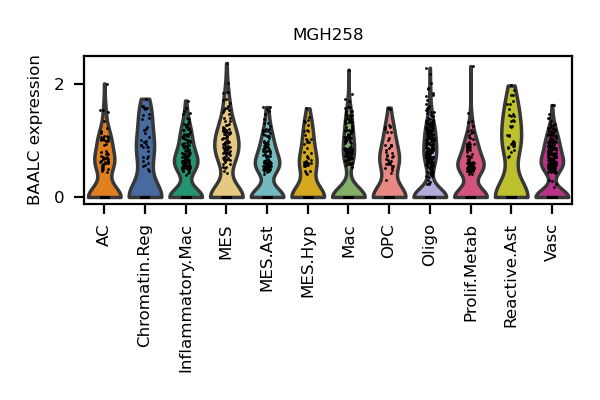 MGH258
BAALC expression
2
0
AC
Chromatin.Reg
Inflammatory.Mac
MES
MES.Ast
MES.Hyp
Mac
OPC
Oligo
Prolif.Metab
Reactive.Ast
Vasc